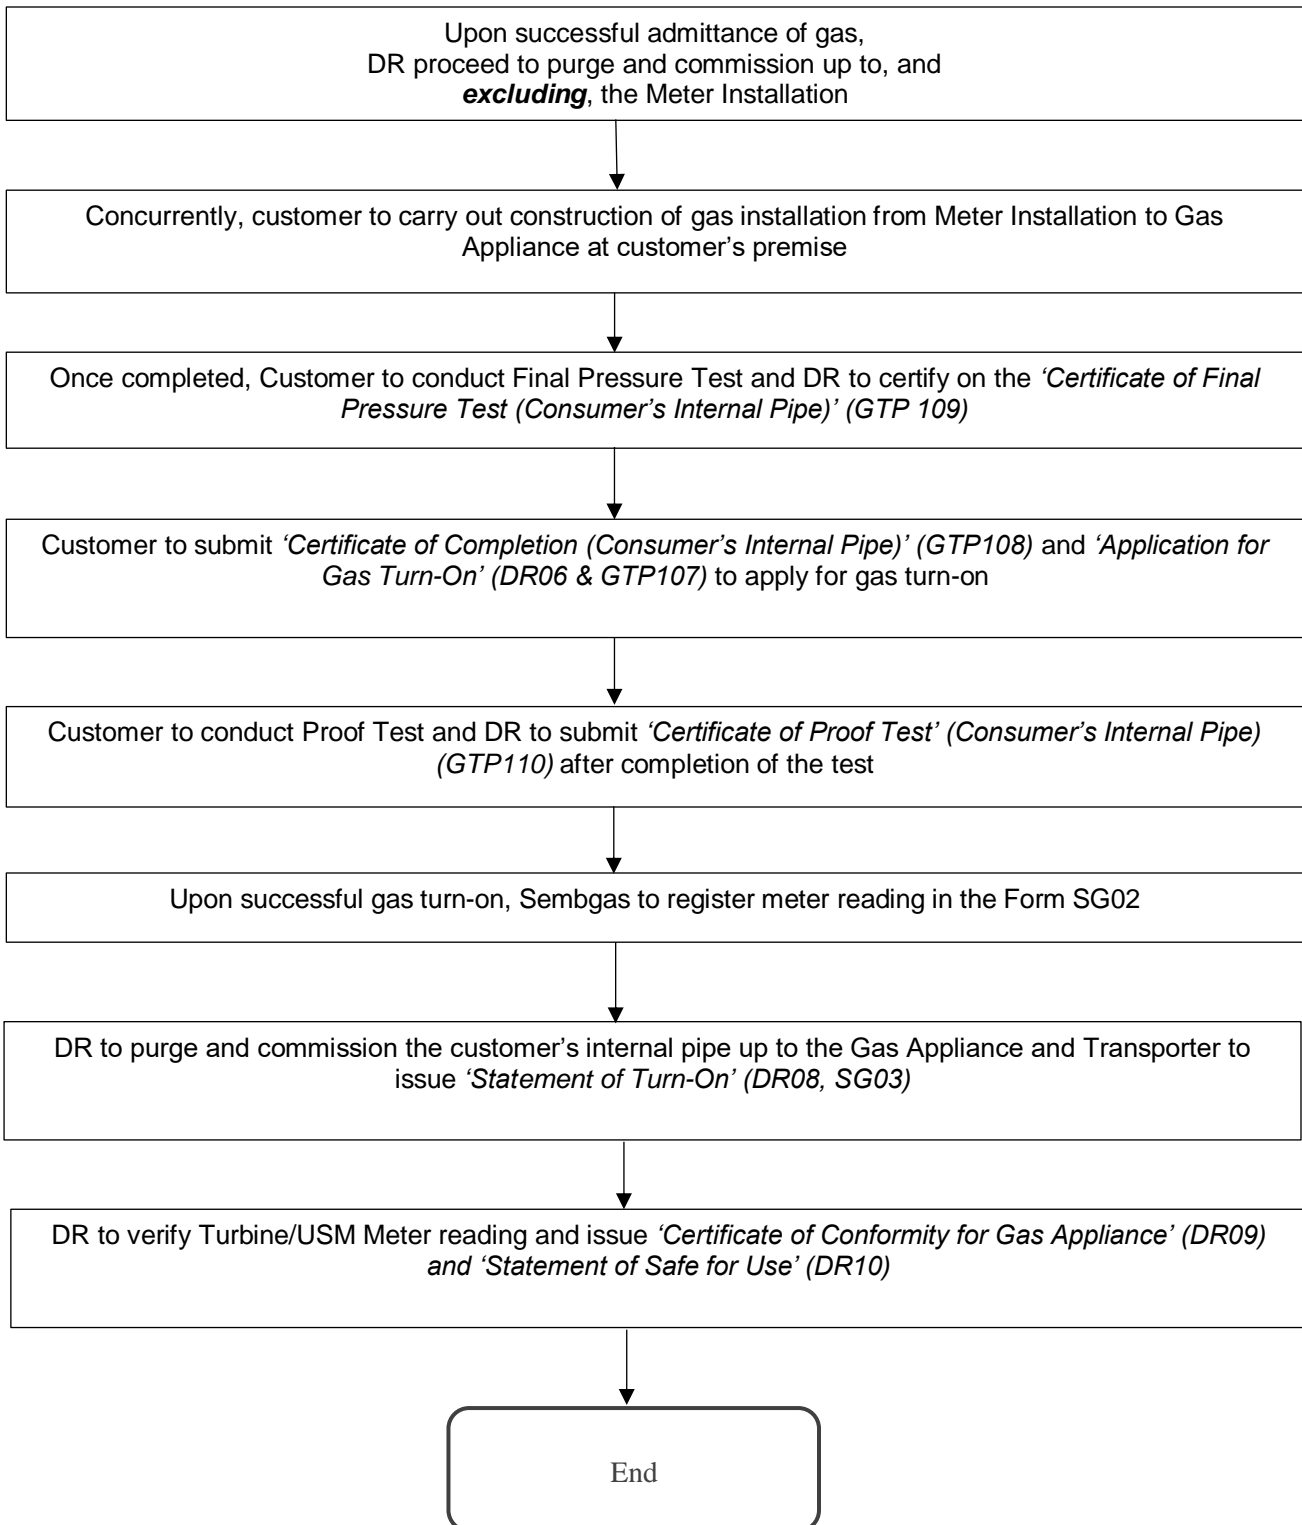 Upon successful admittance of gas,
DR proceed to purge and commission up to, and
excluding, the Meter Installation
Concurrently, customer to carry out construction of gas installation from Meter Installation to Gas
Appliance at customer’s premise
Once completed, Customer to conduct Final Pressure Test and DR to certify on the ‘Certificate of Final
Pressure Test (Consumer’s Internal Pipe)’ (GTP 109)
Customer to submit ‘Certificate of Completion (Consumer’s Internal Pipe)’ (GTP108) and ‘Application for
Gas Turn-On’ (DR06 & GTP107) to apply for gas turn-on
Customer to conduct Proof Test and DR to submit ‘Certificate of Proof Test’ (Consumer’s Internal Pipe)
(GTP110) after completion of the test
Upon successful gas turn-on, Sembgas to register meter reading in the Form SG02
DR to purge and commission the customer’s internal pipe up to the Gas Appliance and Transporter to
issue ‘Statement of Turn-On’ (DR08, SG03)
DR to verify Turbine/USM Meter reading and issue ‘Certificate of Conformity for Gas Appliance’ (DR09)
and ‘Statement of Safe for Use’ (DR10)
End